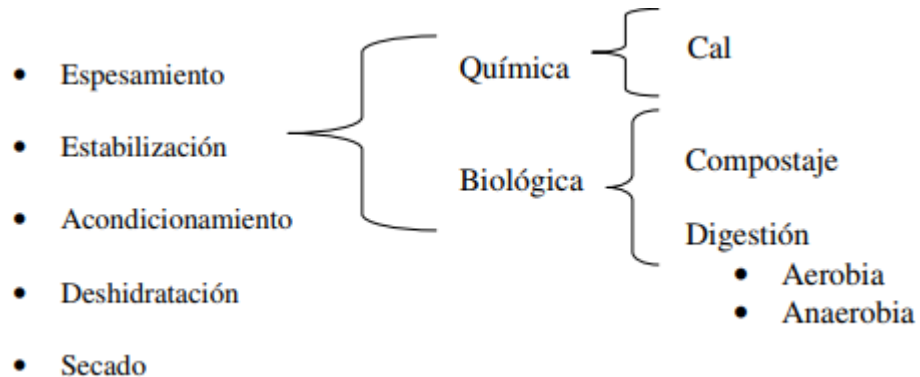 • Espesamiento
• Estabilización
• Acondicionamiento
• Deshidratación
• Secado
Química
Biológica
Cal
Compostaje
Digestión
• Aerobia
• Anaerobia